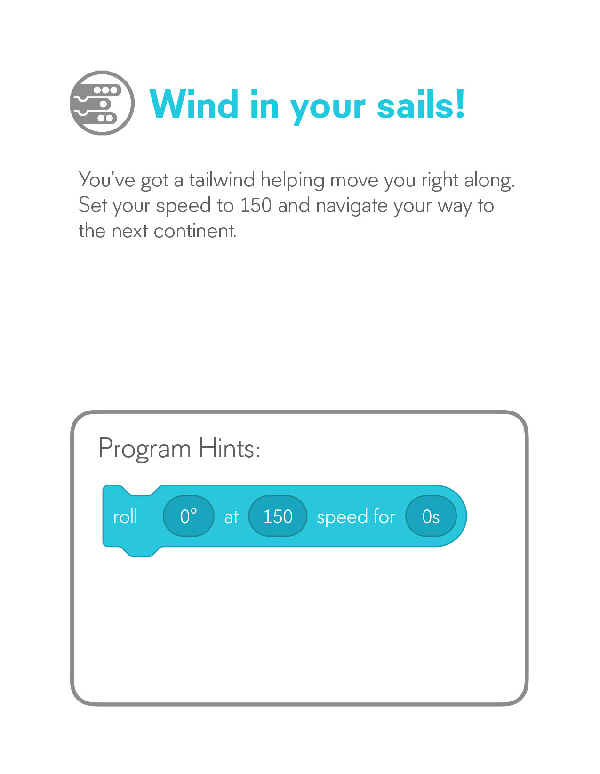 Wind in your sails!
You've got a tailwind helping move you right along.
Set your speed to 150 and navigate your way to
the next continent.
Program Hints:
roll 0° at 150 speed for 0s